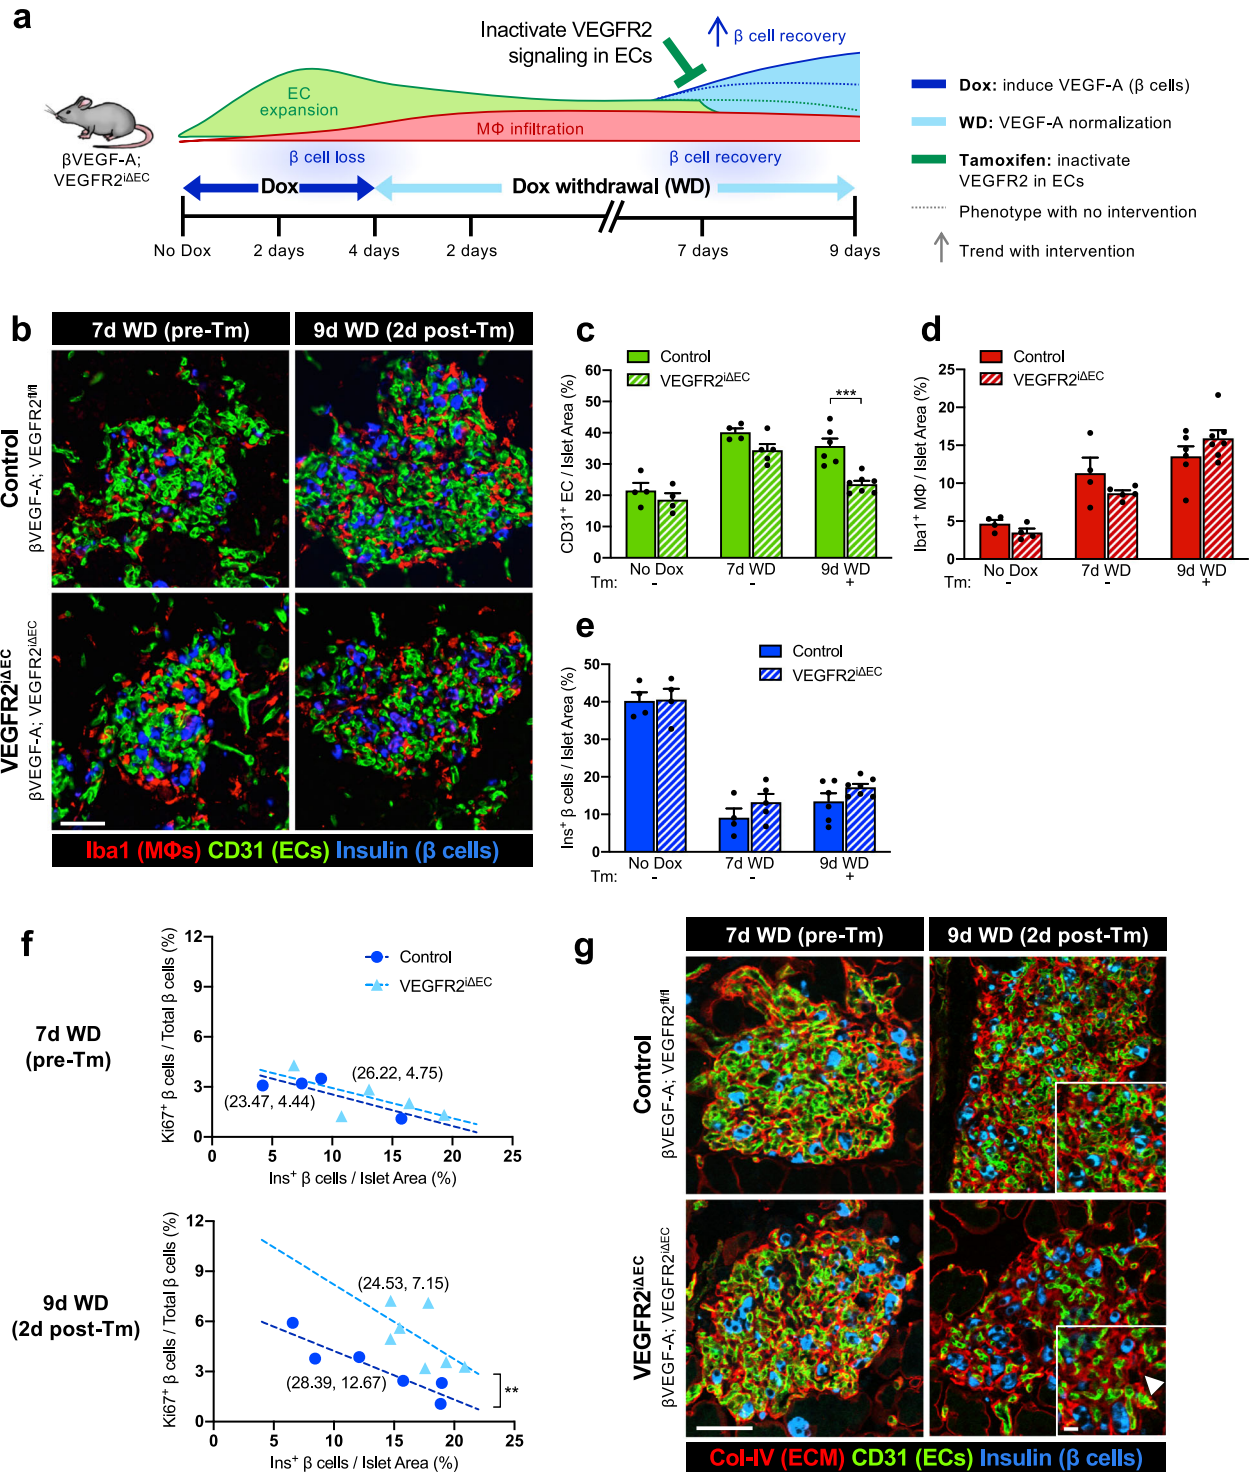 a
Inactivate VEGFR2
signaling in ECs
β cell recovery
EC
expansion
MΦ infiltration
βVEGF-A;
VEGFR2iΔEC
β cell loss
β cell recovery
Dox
Dox withdrawal (WD)
No Dox
2 days
4 days
2 days
7 days
9 days
Dox: induce VEGF-A (β cells)
WD: VEGF-A normalization
Tamoxifen: inactivate
VEGFR2 in ECs
Phenotype with no intervention
Trend with intervention
b
7d WD (pre-Tm)
9d WD (2d post-Tm)
Control
βVEGF-A; VEGFR2fl/fl
VEGFR2iΔEC
βVEGF-A; VEGFR2iΔEC
Iba1 (MΦs) CD31 (ECs) Insulin (β cells)
c
Control
VEGFR2iΔEC
CD31+ EC / Islet Area (%)
60
50
40
30
20
10
0
***
No Dox
7d WD
9d WD
Tm:
-
-
+
d
Control
VEGFR2iΔEC
Iba1+ MΦ / Islet Area (%)
25
20
15
10
5
0
No Dox
7d WD
9d WD
Tm:
-
-
+
e
Control
VEGFR2iΔEC
Ins+ β cells / Islet Area (%)
50
40
30
20
10
0
No Dox
7d WD
9d WD
Tm:
-
-
+
f
7d WD
(pre-Tm)
Ki67+ β cells / Total β cells (%)
12
9
6
3
0
Control
VEGFR2iΔEC
(26.22, 4.75)
(23.47, 4.44)
0
5
10
15
20
25
Ins+ β cells / Islet Area (%)
9d WD
(2d post-Tm)
Ki67+ β cells / Total β cells (%)
12
9
6
3
0
(24.53, 7.15)
(28.39, 12.67)
**
0
5
10
15
20
25
Ins+ β cells / Islet Area (%)
g
7d WD (pre-Tm)
9d WD (2d post-Tm)
Control
βVEGF-A; VEGFR2fl/fl
VEGFR2iΔEC
βVEGF-A; VEGFR2iΔEC
Col-IV (ECM) CD31 (ECs) Insulin (β cells)